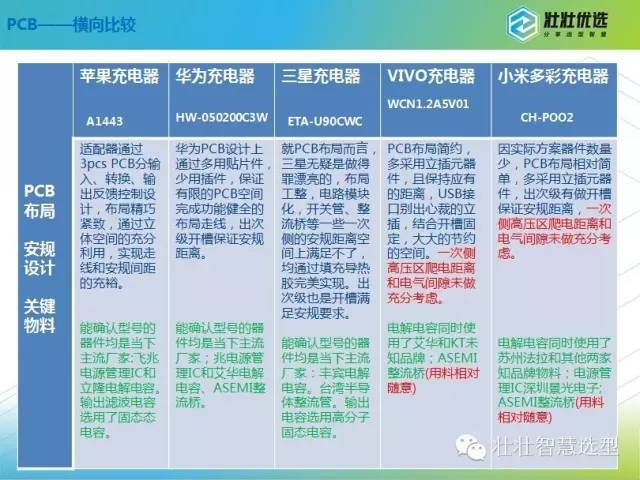 PCB——横向比较
壮壮优选
分享选型智慧
苹果充电器
A1443
华为充电器
HW-050200C3W
三星充电器
ETA-U90CWC
VIVO充电器
WCN1.2A5V01
小米多彩充电器
CH-POO2
PCB
布局
安规
设计
关键
物料
适配器通过
3pcs PCB分输
入、转换、输
出反馈控制设
计，布局精巧
紧致，通过立
体空间的充分
利用，实现走
线和安规间距
的充裕。
华为PCB设计上
通过多用贴片件，
少用插件，保证
有限的PCB空间
完成功能健全的
布局走线，出次
级开槽保证安规
距离。
就PCB布局而言，
三星无疑是做得
罪漂亮的，布局
工整，电路模块
化，开关管、整
流桥等一些一次
侧的安规距离空
间上满足不了，
均通过填充导热
胶完美实现。出
次级也是开槽满
足安规要求。
PCB布局简约，
多采用立插元器
件，且保持应有
的距离，USB接
口别出心裁的立
插，结合开槽固
定，大大的节约
的空间。一次侧
高压区爬电距离
和电气间隙未做
充分考虑。
因实际方案器件数量
少，PCB布局相对简
单，多采用立插元器
件，出次级有做开槽
保证安规距离，一次
侧高压区爬电距离和
电气间隙未做充分考
虑。
能确认型号的
器件均是当下
主流厂家:飞兆
电源管理IC和
立隆电解电容。
输出滤波电容
选用了固态态
电容。
能确认型号的器
件均是当下主流
厂家；兆电源管
理IC和艾华电解
电容、ASEMI整
流桥。
能确认型号的器
件均是当下主流
厂家：丰宾电解
电容。台湾半导
体整流管。输出
电容选用高分子
固态电容。
电解电容同时使
用了艾华和KT未
知品牌；ASEMI
整流桥(用料相对
随意)
电解电容同时使用了
苏州法拉和其他两家
知品牌物料；电源管
理IC深圳景光电子;
ASEMI整流桥(用料
相对随意)
壮壮智慧选型